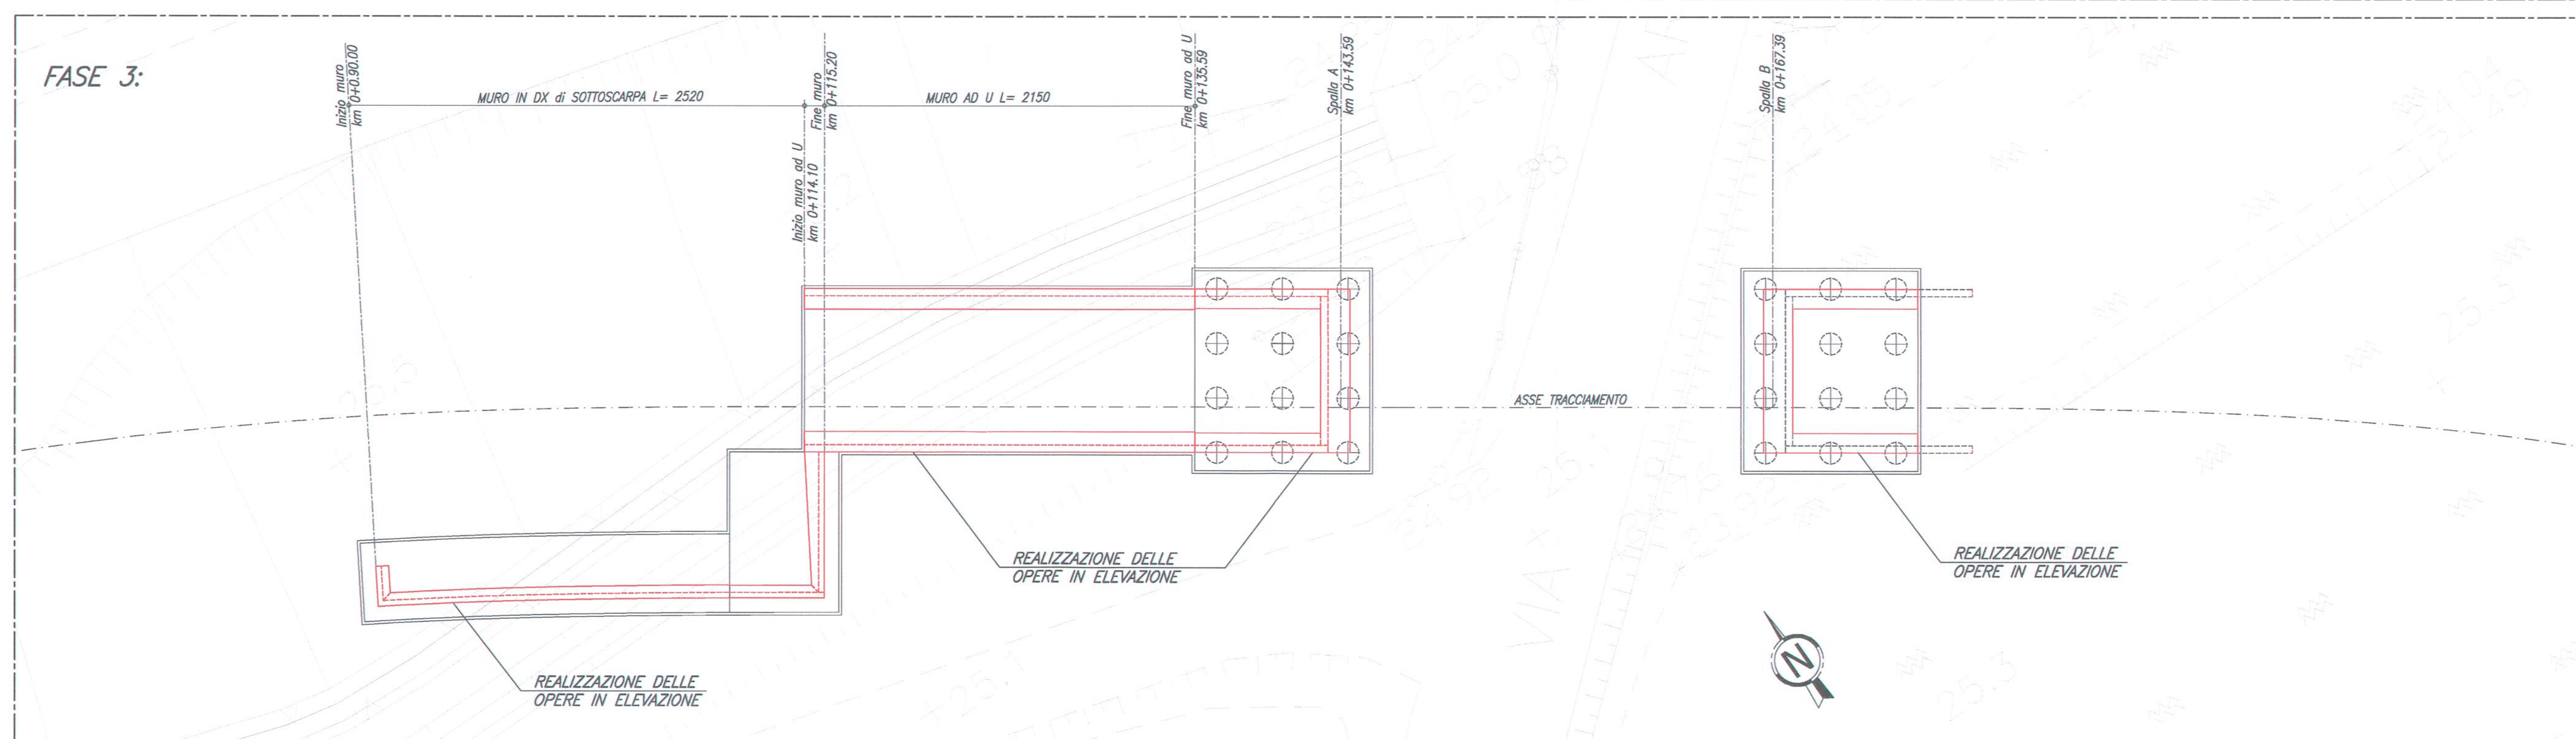 FASE 3:
Inizio muro
km 0+090.00
MURO IN DX di SOTTOSCARPA L= 2520
Inizio muro ad U
km 0+114.10
Fine muro
km 0+115.20
MURO AD U L= 2150
Fine muro ad U
km 0+135.59
Spalla A
km 0+143.59
Spalla B
km 0+167.39
ASSE TRACCIAMENTO
REALIZZAZIONE DELLE
OPERE IN ELEVAZIONE
REALIZZAZIONE DELLE
OPERE IN ELEVAZIONE
REALIZZAZIONE DELLE
OPERE IN ELEVAZIONE
N
25.3